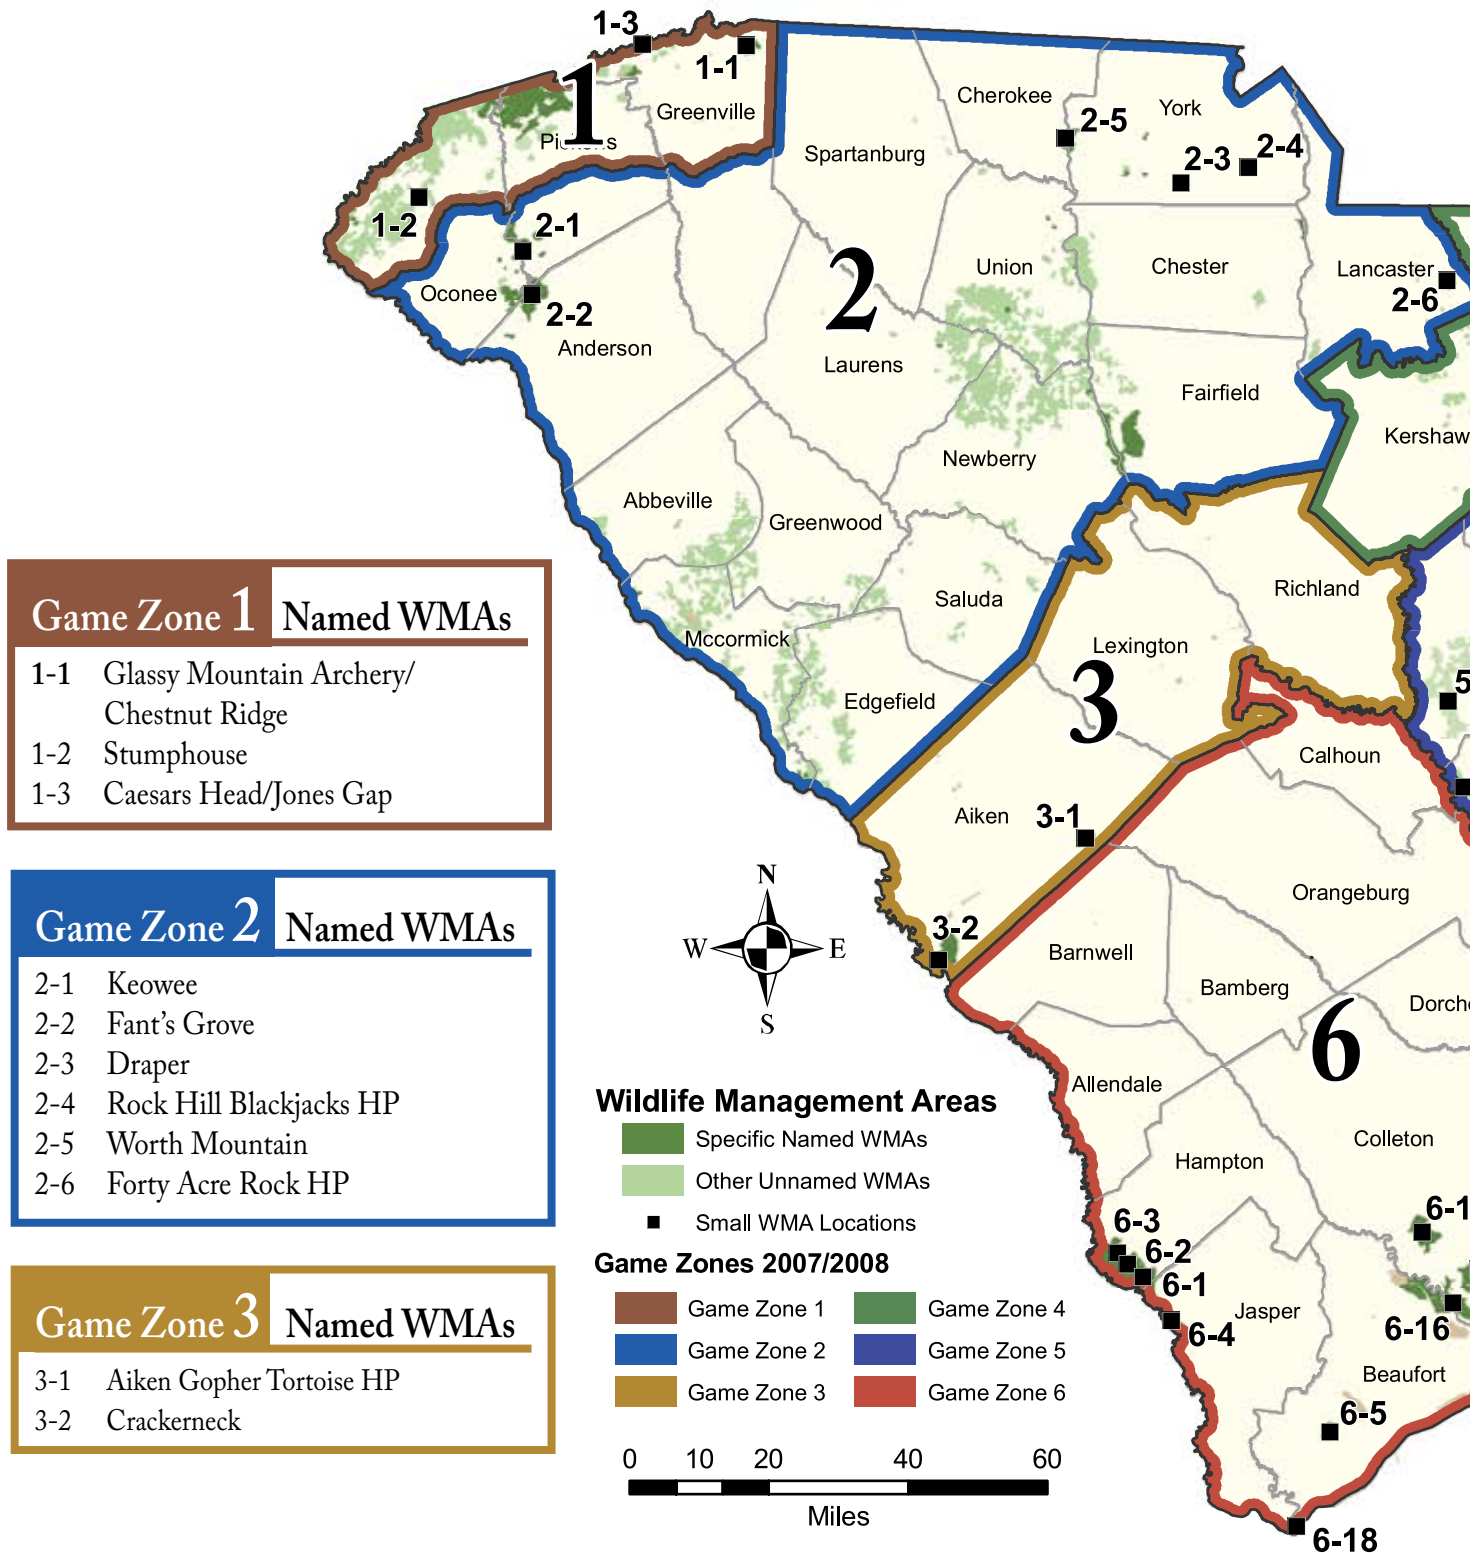 1-3
1-1
1
Greenville
Pickens
1-2
Cherokee
2-5
York
2-3
2-4
Spartanburg
2-1
Oconee
2-2
Anderson
2
Union
Chester
Lancaster
2-6
Laurens
Fairfield
Kershaw
Newberry
Abbeville
Greenwood
Saluda
Richland
Mccormick
Lexington
Edgefield
3
5
Calhoun
Aiken
3-1
Orangeburg
3-2
Barnwell
Bamberg
Dorche
6
Allendale
Colleton
Hampton
6-3
6-2
6-1
6-1
6-4
Jasper
6-16
Beaufort
6-5
6-18
Game Zone 1 Named WMAs
1-1 Glassy Mountain Archery/
Chestnut Ridge
1-2 Stumphouse
1-3 Caesars Head/Jones Gap
Game Zone 2 Named WMAs
2-1 Keowee
2-2 Fant's Grove
2-3 Draper
2-4 Rock Hill Blackjacks HP
2-5 Worth Mountain
2-6 Forty Acre Rock HP
Game Zone 3 Named WMAs
3-1 Aiken Gopher Tortoise HP
3-2 Crackerneck
N
W E
S
Wildlife Management Areas
Specific Named WMAs
Other Unnamed WMAs
Small WMA Locations
Game Zones 2007/2008
Game Zone 1 Game Zone 4
Game Zone 2 Game Zone 5
Game Zone 3 Game Zone 6
0 10 20 40 60
Miles